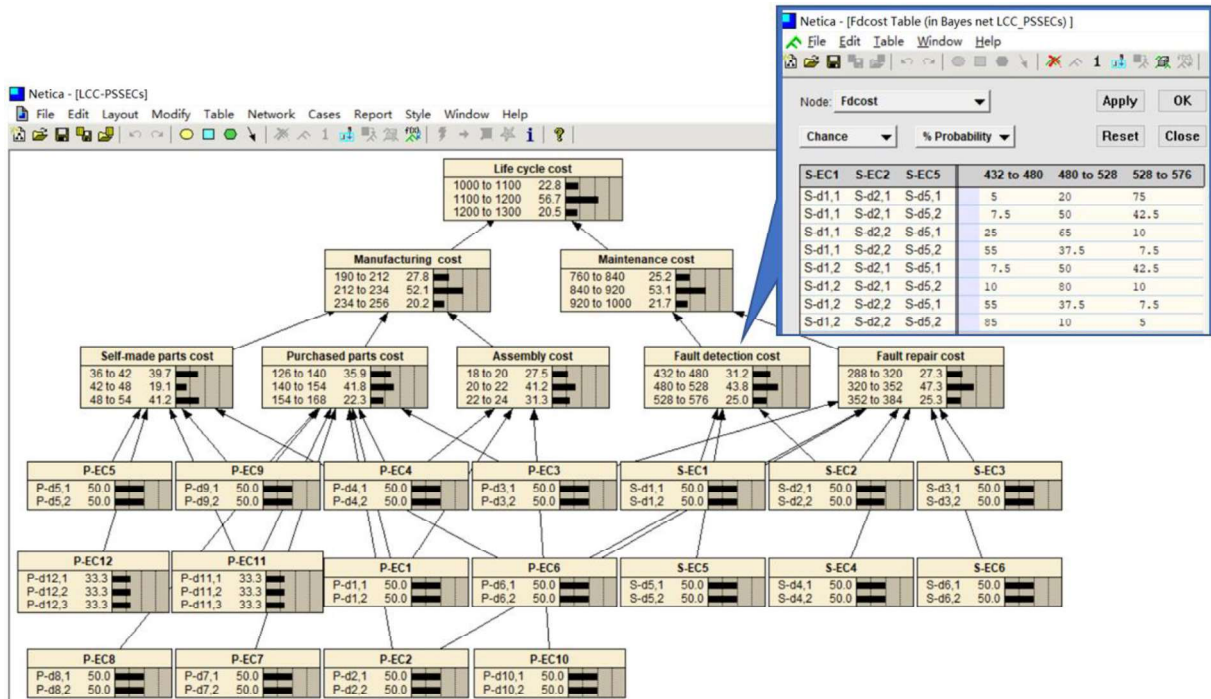 Netica - [Fdcost Table (in Bayes net LCC_PSSECs) ]
File Edit Table Window Help
1
Node: Fdcost Apply OK
Chance % Probability Reset Close
S-EC1 S-EC2 S-EC5 432 to 480 480 to 528 528 to 576
S-d1,1 S-d2,1 S-d5,1 5 20 75
S-d1,1 S-d2,1 S-d5,2 7.5 50 42.5
S-d1,1 S-d2,2 S-d5,1 25 65 10
S-d1,1 S-d2,2 S-d5,2 55 37.5 7.5
S-d1,2 S-d2,1 S-d5,1 7.5 50 42.5
S-d1,2 S-d2,1 S-d5,2 10 80 10
S-d1,2 S-d2,2 S-d5,1 55 37.5 7.5
S-d1,2 S-d2,2 S-d5,2 85 10 5
Netica - [LCC-PSSECs]
File Edit Layout Modify Table Network Cases Report Style Window Help
1 f(x) i ?
Life cycle cost
1000 to 1100 22.8
1100 to 1200 56.7
1200 to 1300 20.5
Manufacturing cost
190 to 212 27.8
212 to 234 52.1
234 to 256 20.2
Maintenance cost
760 to 840 25.2
840 to 920 53.1
920 to 1000 21.7
Self-made parts cost
36 to 42 39.7
42 to 48 19.1
48 to 54 41.2
Purchased parts cost
126 to 140 35.9
140 to 154 41.8
154 to 168 22.3
Assembly cost
18 to 20 27.5
20 to 22 41.2
22 to 24 31.3
Fault detection cost
432 to 480 31.2
480 to 528 43.8
528 to 576 25.0
Fault repair cost
288 to 320 27.3
320 to 352 47.3
352 to 384 25.3
P-EC5
P-d5,1 50.0
P-d5,2 50.0
P-EC9
P-d9,1 50.0
P-d9,2 50.0
P-EC4
P-d4,1 50.0
P-d4,2 50.0
P-EC3
P-d3,1 50.0
P-d3,2 50.0
S-EC1
S-d1,1 50.0
S-d1,2 50.0
S-EC2
S-d2,1 50.0
S-d2,2 50.0
S-EC3
S-d3,1 50.0
S-d3,2 50.0
P-EC12
P-d12,1 33.3
P-d12,2 33.3
P-d12,3 33.3
P-EC11
P-d11,1 33.3
P-d11,2 33.3
P-d11,3 33.3
P-EC1
P-d1,1 50.0
P-d1,2 50.0
P-EC6
P-d6,1 50.0
P-d6,2 50.0
S-EC5
S-d5,1 50.0
S-d5,2 50.0
S-EC4
S-d4,1 50.0
S-d4,2 50.0
S-EC6
S-d6,1 50.0
S-d6,2 50.0
P-EC8
P-d8,1 50.0
P-d8,2 50.0
P-EC7
P-d7,1 50.0
P-d7,2 50.0
P-EC2
P-d2,1 50.0
P-d2,2 50.0
P-EC10
P-d10,1 50.0
P-d10,2 50.0